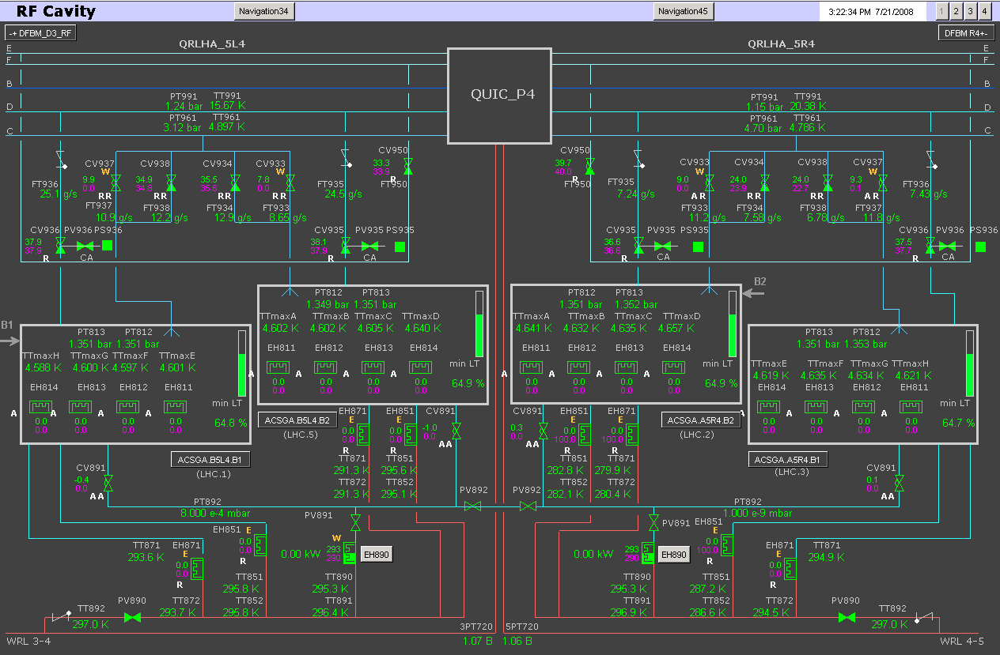 RF Cavity Navigation34 Navigation45 3:22:34 PM 7/21/2008 1 2 3 4
-+ DFBM_D3_RF DFBM R4+-
QRLHA_5L4 QRLHA_5R4
E E
F F
QUIC_P4
B B
PT991 TT991 PT991 TT991
1.24 bar 15.67 K 1.15 bar 20.38 K
D D
PT961 TT961 PT961 TT961
3.12 bar 4.897 K 4.70 bar 4.786 K
C C
CV950 CV950
CV937 CV938 CV934 CV933 33.3 39.7 CV933 CV934 CV938 CV937
W W 33.9 40.0 W W
9.9 34.9 35.5 7.8 R R 9.0 24.0 24.0 9.3
0.0 34.8 35.6 0.0 0.0 23.9 22.7 0.1
FT936 FT935 FT950 FT950 FT935 FT936
25.1 g/s RR RR RR 24.5 g/s 7.24 g/s AR RR RR AR 7.43 g/s
FT937 FT938 FT934 FT933 FT933 FT934 FT938 FT937
10.9 g/s 12.2 g/s 12.9 g/s 8.65 g/s 11.2 g/s 7.58 g/s 6.78 g/s 11.8 g/s
CV936 PV936 PS936 CV935 PV935 PS935 CV935 PV935 PS935 CV936 PV936 PS936
37.9 38.1 36.6 37.5
37.9 37.9 36.6 37.7
R CA R CA R CA R CA
B2
PT812 PT813 PT812 PT813
1.349 bar 1.351 bar 1.351 bar 1.352 bar
TTmaxA TTmaxB TTmaxC TTmaxD TTmaxA TTmaxB TTmaxC TTmaxD
4.602 K 4.602 K 4.605 K 4.640 K 4.641 K 4.632 K 4.635 K 4.657 K
B1
PT813 PT812 PT813 PT812
1.351 bar 1.351 bar 1.351 bar 1.353 bar
EH811 EH812 EH813 EH814 EH811 EH812 EH813 EH814
TTmaxH TTmaxG TTmaxF TTmaxE TTmaxE TTmaxF TTmaxG TTmaxH
4.588 K 4.600 K 4.597 K 4.601 K 4.619 K 4.635 K 4.634 K 4.621 K
min LT min LT
A A A A A A A A
0.0 0.0 0.0 0.0 64.9 % 0.0 0.0 0.0 0.0 64.9 %
0.0 0.0 0.0 0.0 0.0 0.0 0.0 0.0
EH814 EH813 EH812 EH811 EH814 EH813 EH812 EH811
min LT min LT
A A A A A A A A
0.0 0.0 0.0 0.0 64.8 % 0.0 0.0 0.0 0.0 64.7 %
0.0 0.0 0.0 0.0 0.0 0.0 0.0 0.0
ACSGA.B5L4.B2 EH871 EH851 CV891 CV891 EH851 EH871 ACSGA.A5R4.B2
(LHC.5) E E E E (LHC.2)
0.0 0.0 -1.0 0.3 0.0 0.0
0.0 0.0 0.0 0.0 100.0 100.0
R R AA AA R R
ACSGA.B5L4.B1 TT871 TT851 TT851 TT871 ACSGA.A5R4.B1
291.3 K 295.6 K 282.8 K 279.9 K
(LHC.1) (LHC.3)
CV891 TT872 TT852 TT852 TT872 CV891
-0.4 291.3 K 295.1 K 282.1 K 280.4 K 0.1
0.0 0.0
AA PV892 PV892 AA
PT892 PT892
8.000 e-4 mbar 1.000 e-9 mbar
PV891 PV891
EH851 E EH851 E
0.0 W 0.0
0.0 0.00 kW 293 EH890 0.00 kW 293 EH890 100.0
R 290 290 R
TT871 EH871 EH871 TT871
293.6 K E E 294.9 K
0.0 0.0
0.0 0.0
R R
TT851 TT890 TT890 TT851
295.8 K 295.3 K 295.3 K 287.2 K
PV890 TT872 TT852 TT891 TT891 TT852 TT872 PV890
293.7 K 295.8 K 296.4 K 296.9 K 286.6 K 294.5 K
TT892 TT892
297.0 K 297.0 K
3PT720 5PT720
WRL 3-4 1.07 B 1.06 B WRL 4-5